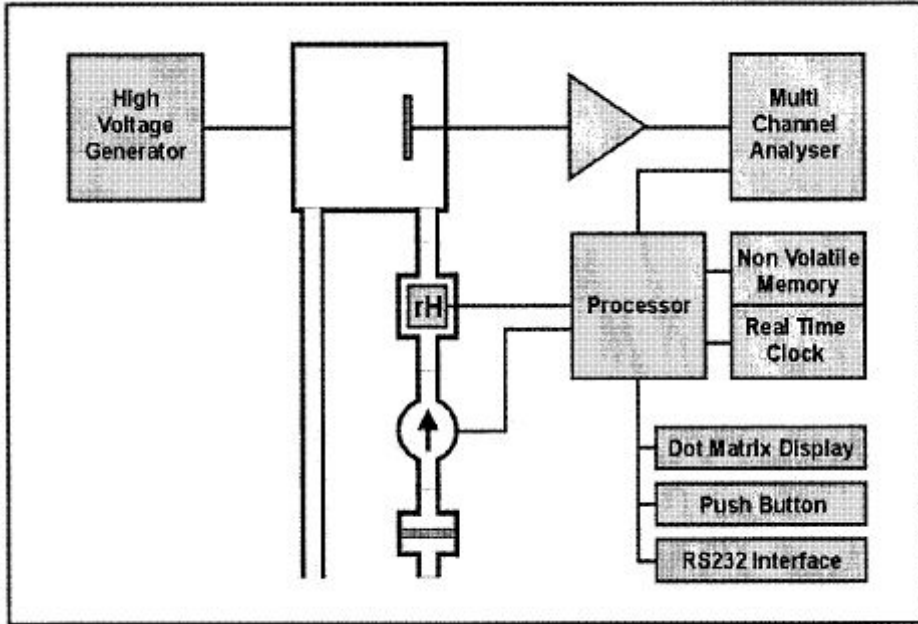 High
Voltage
Generator
Multi
Channel
Analyser
rH
Processor
Non Volatile
Memory
Real Time
Clock
Dot Matrix Display
Push Button
RS232 Interface